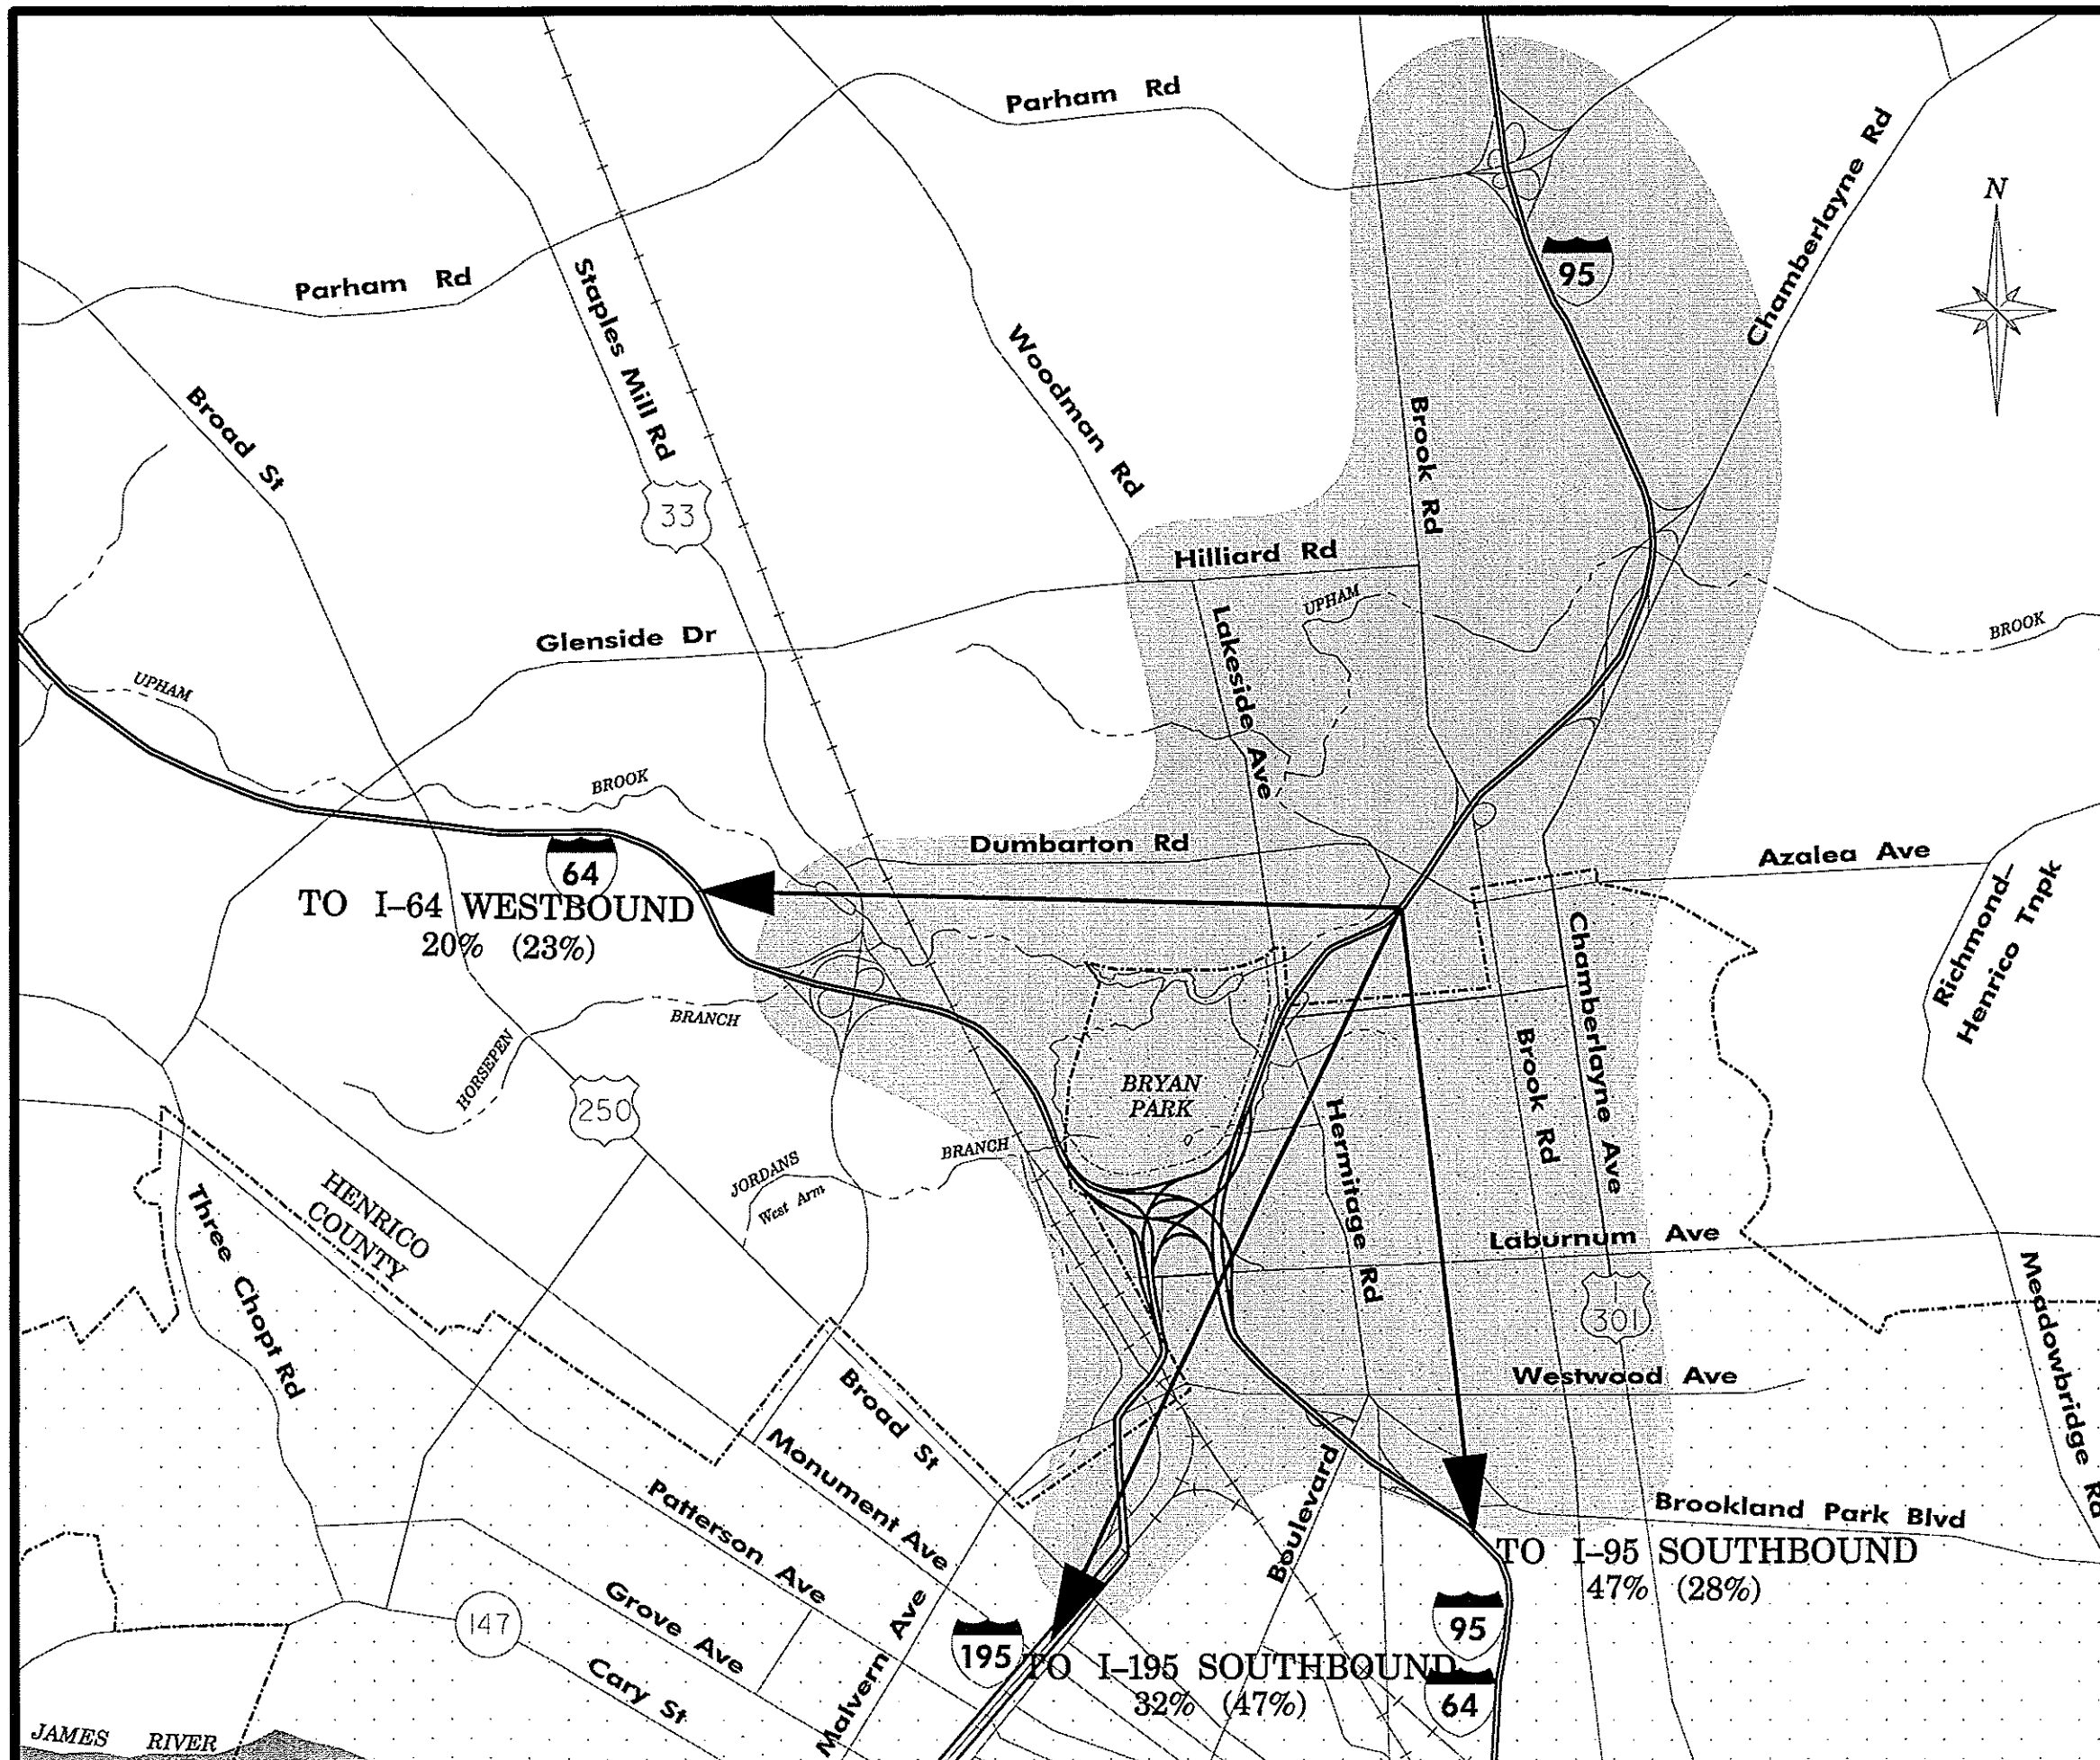 Parham Rd
Parham Rd
Chamberlayne Rd
N
95
Staples Mill Rd
Woodman Rd
Broad St
Brook Rd
33
Hilliard Rd
UPHAM
BROOK
Glenside Dr
Lakeside Ave
UPHAM
BROOK
Dumbarton Rd
Azalea Ave
64
TO I-64 WESTBOUND
20% (23%)
Richmond-
Henrico Tnpk
Chamberlayne Ave
BRANCH
HORSEPEN
250
BRYAN
PARK
Brook Rd
Hermitage Rd
BRANCH
JORDANS
West Arm
HENRICO
COUNTY
Three Chopt Rd
Laburnum Ave
1
301
Meadowbridge Rd
Westwood Ave
Broad St
Monument Ave
Boulevard
Patterson Ave
Brookland Park Blvd
TO I-95 SOUTHBOUND
47% (28%)
Grove Ave
Malvern Ave
147
Cary St
195
95
TO I-195 SOUTHBOUND
32% (47%)
64
JAMES RIVER